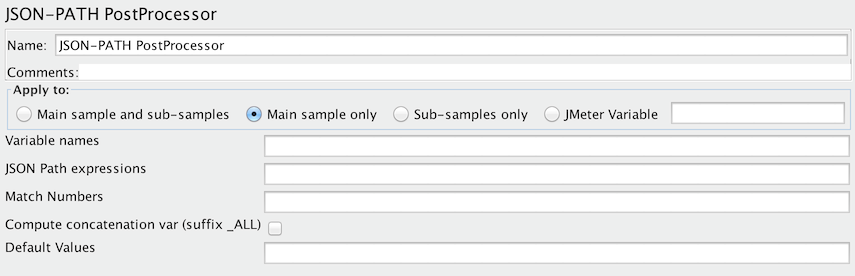 JSON-PATH PostProcessor
Name: JSON-PATH PostProcessor
Comments:
Apply to:
Main sample and sub-samples Main sample only Sub-samples only JMeter Variable
Variable names
JSON Path expressions
Match Numbers
Compute concatenation var (suffix _ALL)
Default Values